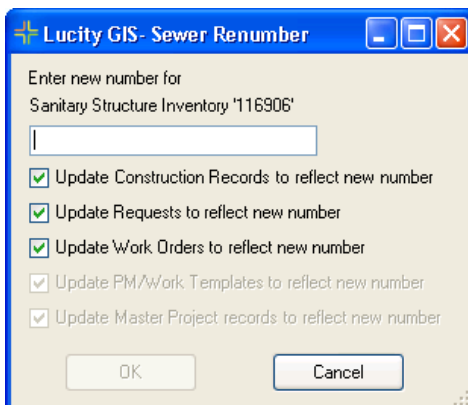 Lucity GIS- Sewer Renumber
Enter new number for
Sanitary Structure Inventory '116906'
Update Construction Records to reflect new number
Update Requests to reflect new number
Update Work Orders to reflect new number
Update PM/Work Templates to reflect new number
Update Master Project records to reflect new number
OK Cancel